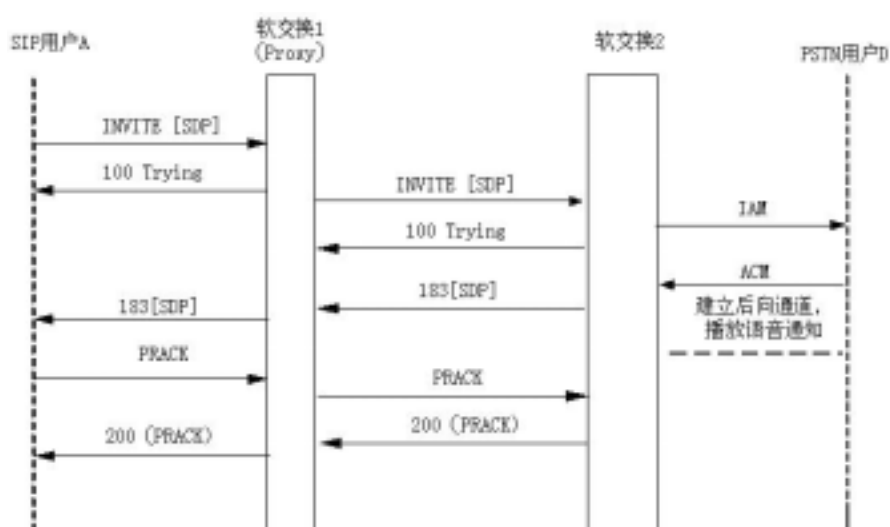 SIP用户A
软交换1
(Proxy)
软交换2
PSTN用户D
INVITE [SDP]
100 Trying
INVITE [SDP]
IAM
100 Trying
ACM
183[SDP]
183[SDP]
建立后向通道,
播放语音通知
PRACK
PRACK
200 (PRACK)
200 (PRACK)